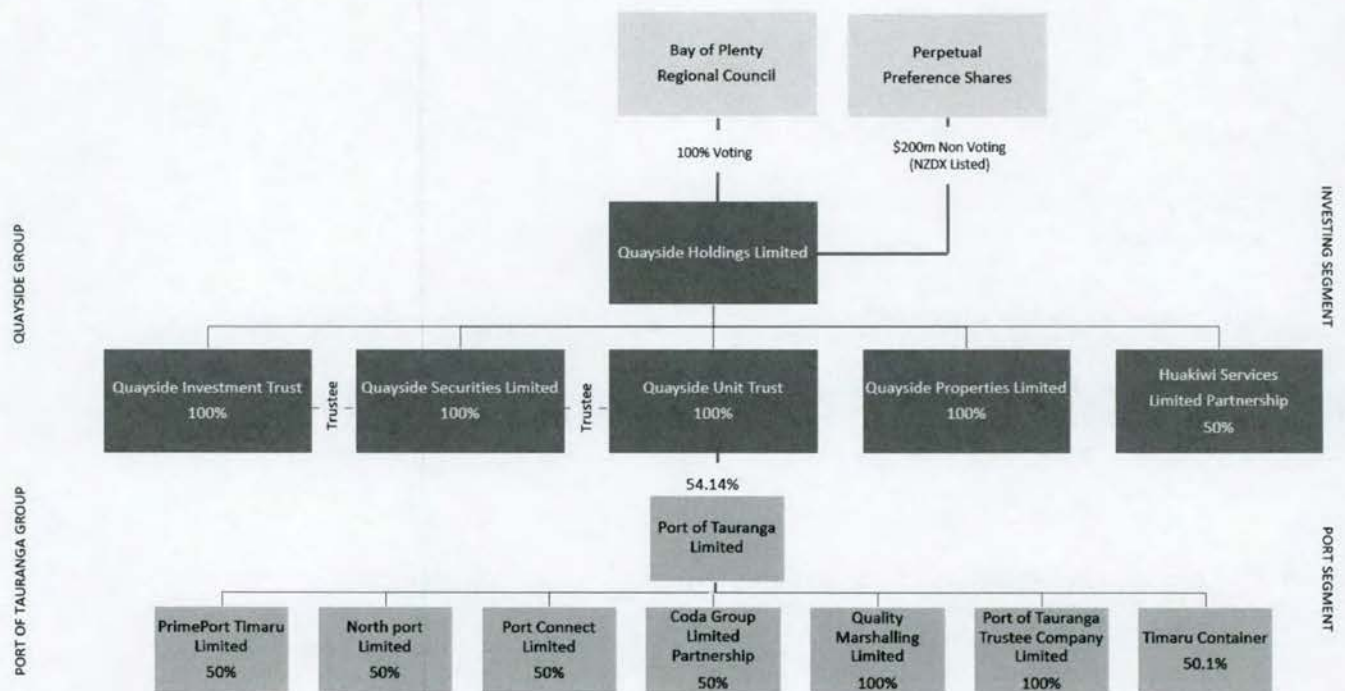 Bay of Plenty
Regional Council
Perpetual
Preference Shares
100% Voting
$200m Non Voting
(NZDX Listed)
QUAYSIDE GROUP
INVESTING SEGMENT
Quayside Holdings Limited
Quayside Investment Trust
100%
Trustee
Quayside Securities Limited
100%
Trustee
Quayside Unit Trust
100%
Quayside Properties Limited
100%
Huakiwi Services
Limited Partnership
50%
54.14%
PORT OF TAURANGA GROUP
PORT SEGMENT
Port of Tauranga
Limited
PrimePort Timaru
Limited
50%
North port
Limited
50%
Port Connect
Limited
50%
Coda Group
Limited
Partnership
50%
Quality
Marshalling
Limited
100%
Port of Tauranga
Trustee Company
Limited
100%
Timaru Container
50.1%